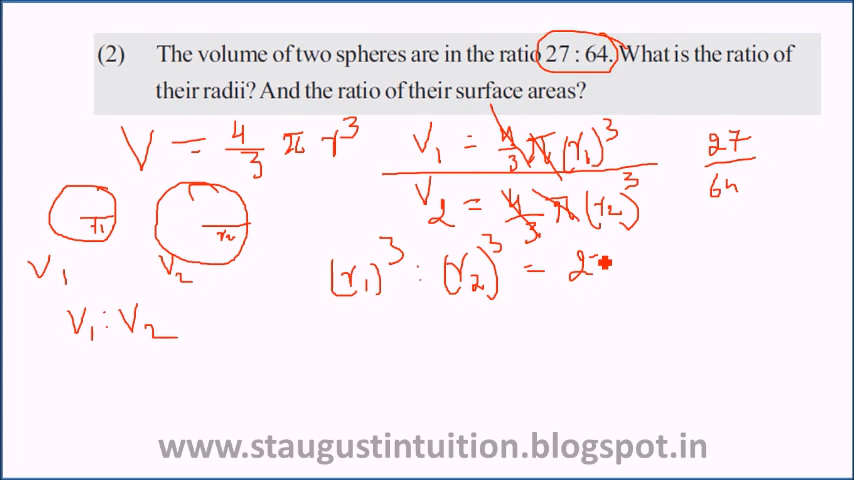 (2) The volume of two spheres are in the ratio 27 : 64. What is the ratio of
their radii? And the ratio of their surface areas?
V = 4/3 π r³
V₁ = 4/3 π (r₁)³
V₂ = 4/3 π (r₂)³
27/64
r₁ r₂
V₁ V₂
(r₁)³ : (r₂)³ = 27
V₁ : V₂
www.staugustintuition.blogspot.in